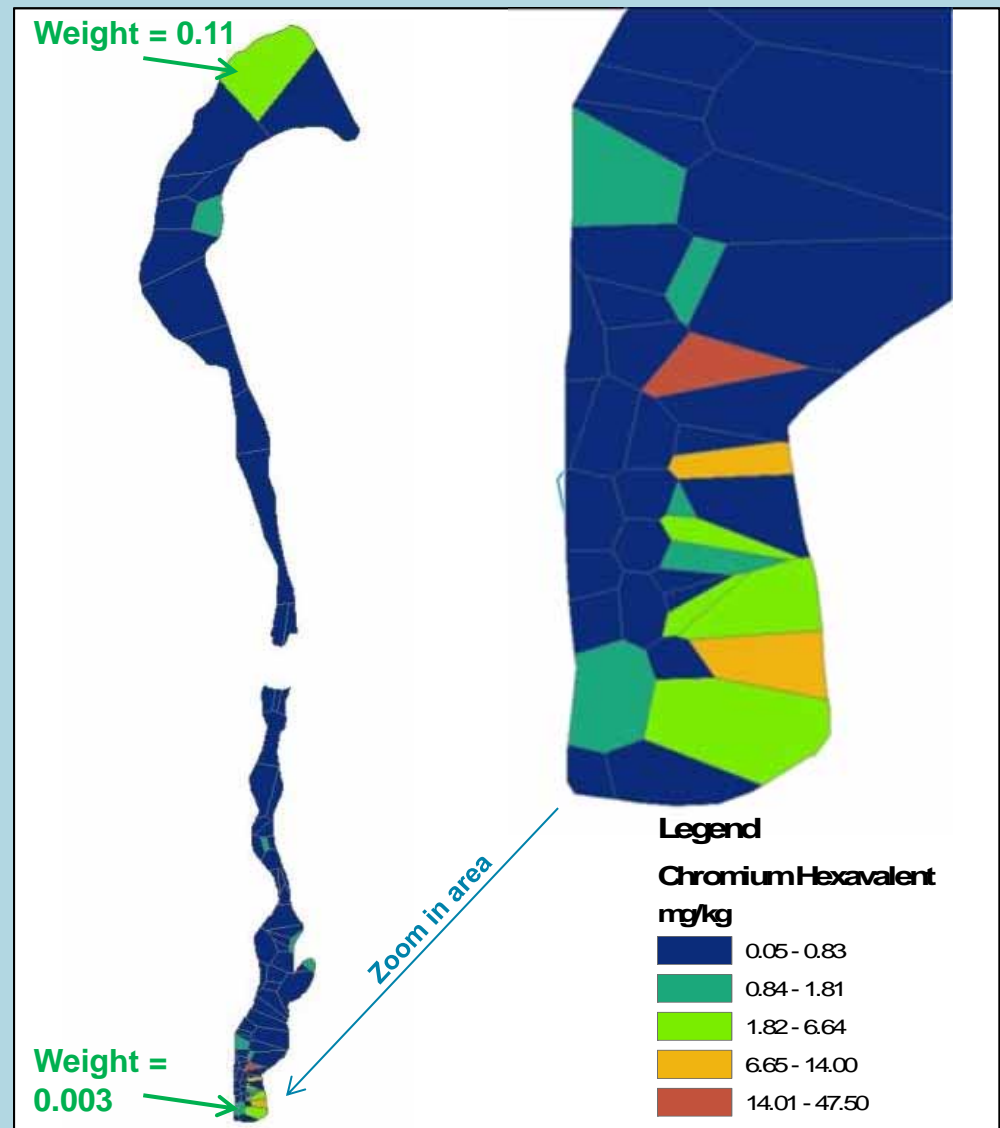 Weight = 0.11
Weight =
0.003
Zoom in area
Legend
Chromium Hexavalent
mg/kg
0.05 - 0.83
0.84 - 1.81
1.82 - 6.64
6.65 - 14.00
14.01 - 47.50